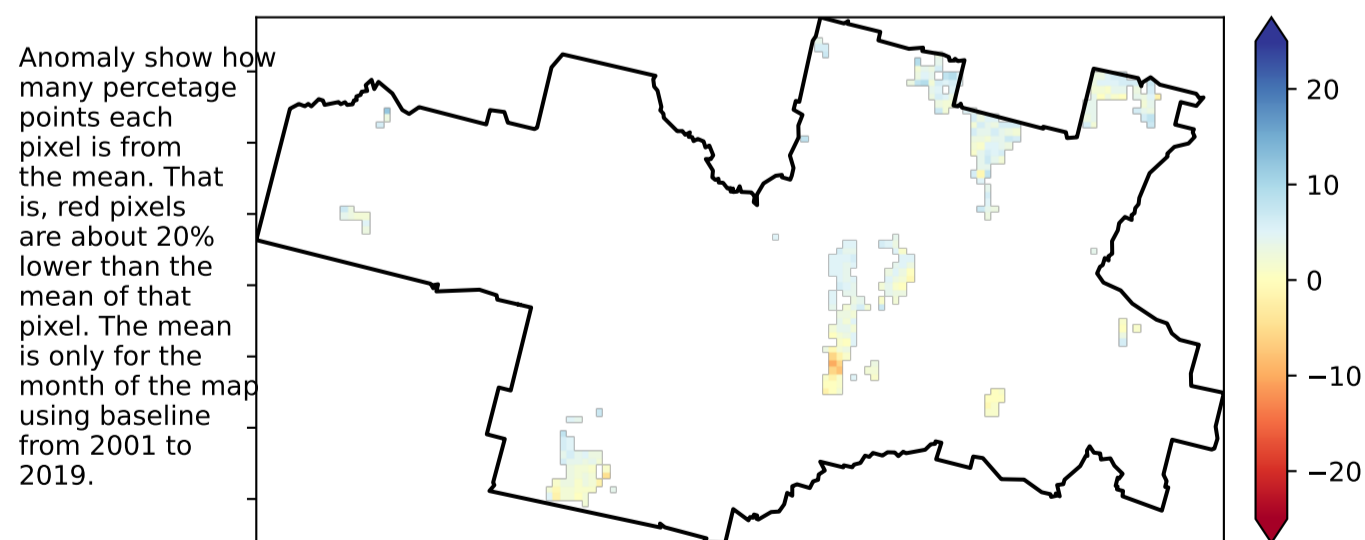 Anomaly show how
many percetage
points each
pixel is from
the mean. That
is, red pixels
are about 20%
lower than the
mean of that
pixel. The mean
is only for the
month of the map
using baseline
from 2001 to
2019.
20
10
0
−10
−20